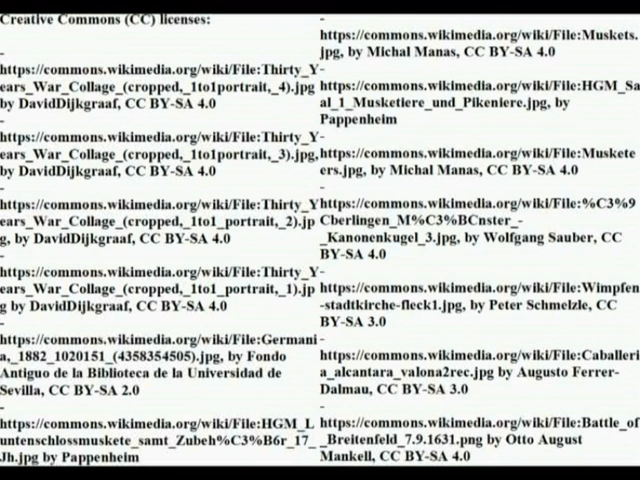 Creative Commons (CC) licenses:
-
https://commons.wikimedia.org/wiki/File:Thirty_Y
ears_War_Collage_(cropped,_1to1portrait,_4).jpg
by DavidDijkgraaf, CC BY-SA 4.0
-
https://commons.wikimedia.org/wiki/File:Thirty_Y
ears_War_Collage_(cropped,_1to1portrait,_3).jpg,
by DavidDijkgraaf, CC BY-SA 4.0
-
https://commons.wikimedia.org/wiki/File:Thirty_Y
ears_War_Collage_(cropped,_1to1_portrait,_2).jp
g, by DavidDijkgraaf, CC BY-SA 4.0
-
https://commons.wikimedia.org/wiki/File:Thirty_Y
ears_War_Collage_(cropped,_1to1_portrait,_1).jp
g by DavidDijkgraaf, CC BY-SA 4.0
-
https://commons.wikimedia.org/wiki/File:Germani
a,_1882_1020151_(4358354505).jpg, by Fondo
Antiguo de la Biblioteca de la Universidad de
Sevilla, CC BY-SA 2.0
-
https://commons.wikimedia.org/wiki/File:HGM_L
untenschlossmuskete_samt_Zubeh%C3%B6r_17_
Jh.jpg by Pappenheim
-
https://commons.wikimedia.org/wiki/File:Muskets.
jpg, by Michal Manas, CC BY-SA 4.0
-
https://commons.wikimedia.org/wiki/File:HGM_Sa
al_1_Musketiere_und_Pikeniere.jpg, by
Pappenheim
-
https://commons.wikimedia.org/wiki/File:Muskete
ers.jpg, by Michal Manas, CC BY-SA 4.0
-
https://commons.wikimedia.org/wiki/File:%C3%9
Cberlingen_M%C3%BCnster_-
_Kanonenkugel_3.jpg, by Wolfgang Sauber, CC
BY-SA 4.0
-
https://commons.wikimedia.org/wiki/File:Wimpfen
-stadtkirche-fleck1.jpg, by Peter Schmelzle, CC
BY-SA 3.0
-
https://commons.wikimedia.org/wiki/File:Caballeri
a_alcantara_valona2rec.jpg by Augusto Ferrer-
Dalmau, CC BY-SA 3.0
-
https://commons.wikimedia.org/wiki/File:Battle_of
_Breitenfeld_7.9.1631.png by Otto August
Mankell, CC BY-SA 4.0